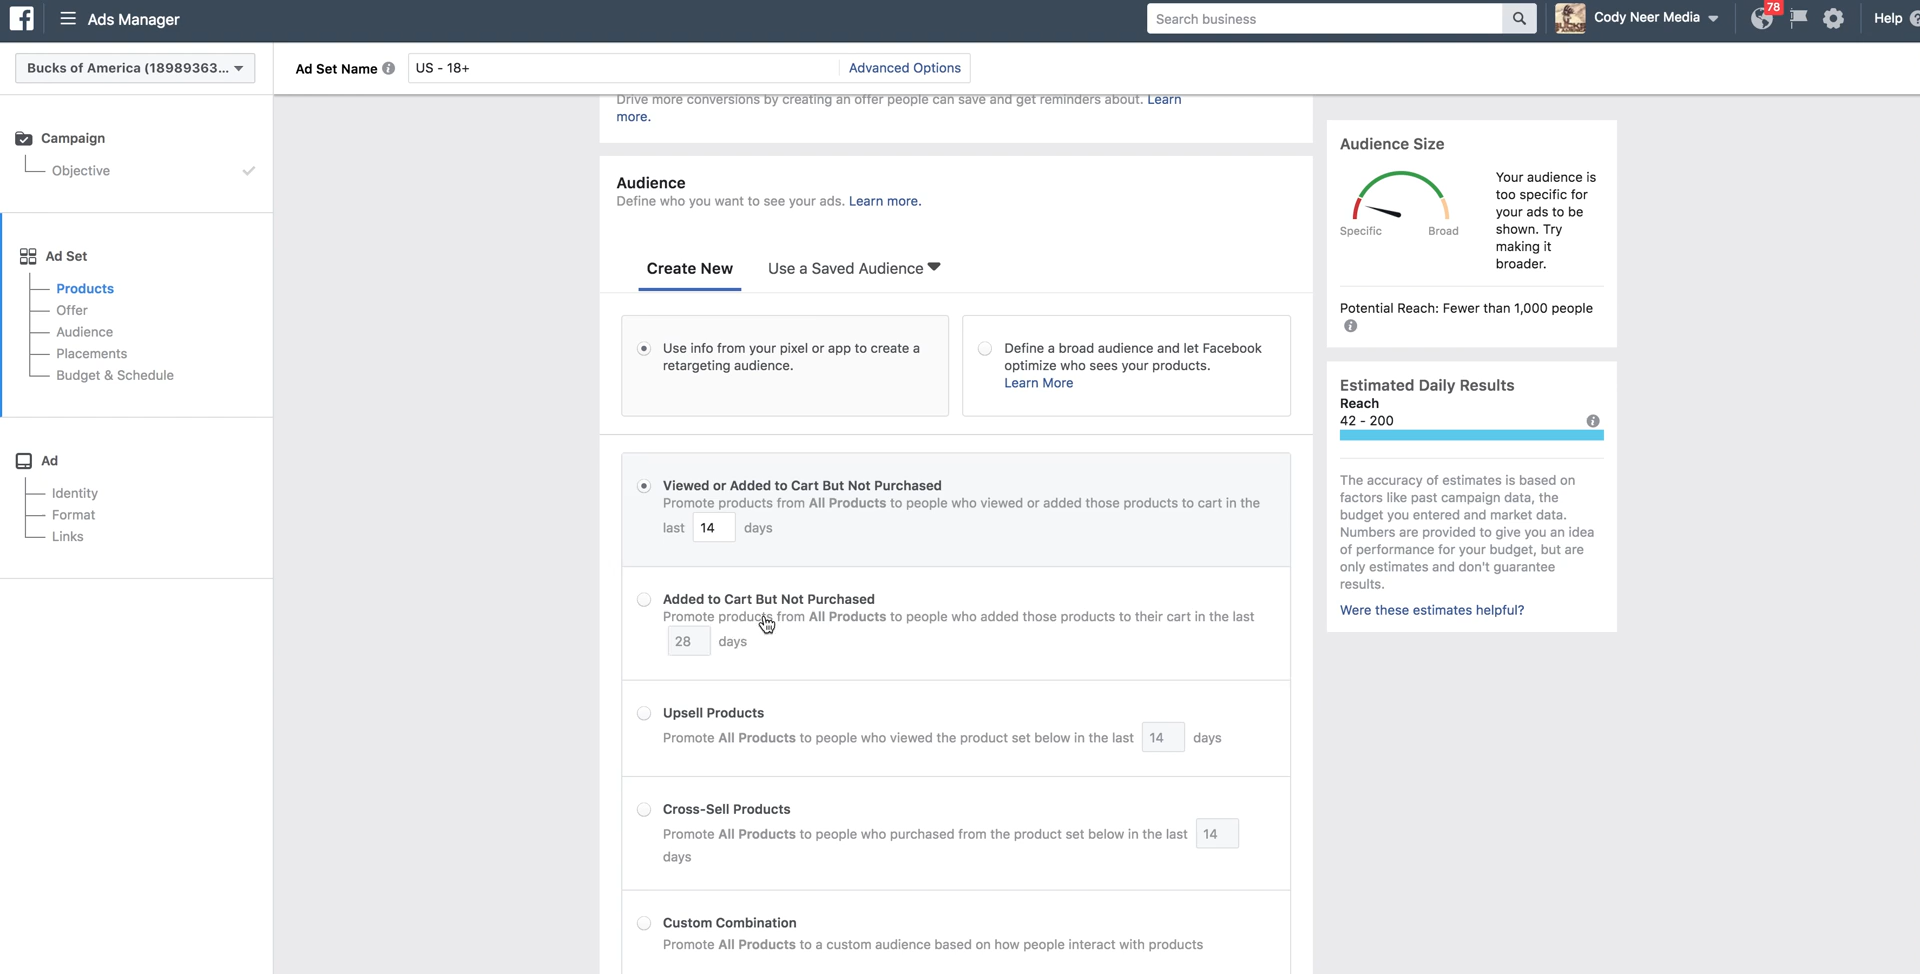 Ads Manager
Search business
Cody Neer Media
78
Help
Bucks of America (18989363...
Ad Set Name
US - 18+
Advanced Options
Campaign
Objective
Ad Set
Products
Offer
Audience
Placements
Budget & Schedule
Ad
Identity
Format
Links
Drive more conversions by creating an offer people can save and get reminders about. Learn
more.
Audience
Define who you want to see your ads. Learn more.
Create New
Use a Saved Audience
Use info from your pixel or app to create a
retargeting audience.
Define a broad audience and let Facebook
optimize who sees your products.
Learn More
Viewed or Added to Cart But Not Purchased
Promote products from All Products to people who viewed or added those products to cart in the
last 14 days
Added to Cart But Not Purchased
Promote products from All Products to people who added those products to their cart in the last
28 days
Upsell Products
Promote All Products to people who viewed the product set below in the last 14 days
Cross-Sell Products
Promote All Products to people who purchased from the product set below in the last 14
days
Custom Combination
Promote All Products to a custom audience based on how people interact with products
Audience Size
Specific
Broad
Your audience is
too specific for
your ads to be
shown. Try
making it
broader.
Potential Reach: Fewer than 1,000 people
Estimated Daily Results
Reach
42 - 200
The accuracy of estimates is based on
factors like past campaign data, the
budget you entered and market data.
Numbers are provided to give you an idea
of performance for your budget, but are
only estimates and don't guarantee
results.
Were these estimates helpful?